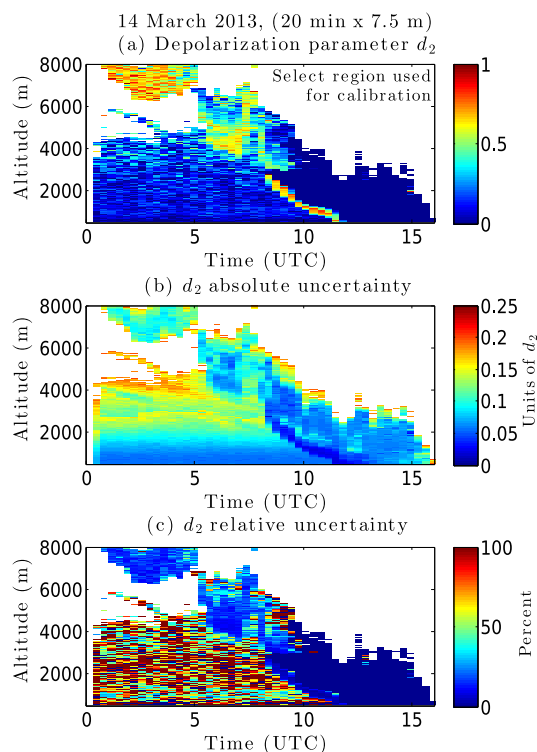 14 March 2013, (20 min x 7.5 m)
(a) Depolarization parameter d₂
Select region used
for calibration
Altitude (m)
8000
6000
4000
2000
0
5
10
15
Time (UTC)
1
0.5
0
(b) d₂ absolute uncertainty
Altitude (m)
8000
6000
4000
2000
0
5
10
15
Time (UTC)
0.25
0.2
0.15
0.1
0.05
0
Units of d₂
(c) d₂ relative uncertainty
Altitude (m)
8000
6000
4000
2000
0
5
10
15
Time (UTC)
100
50
0
Percent